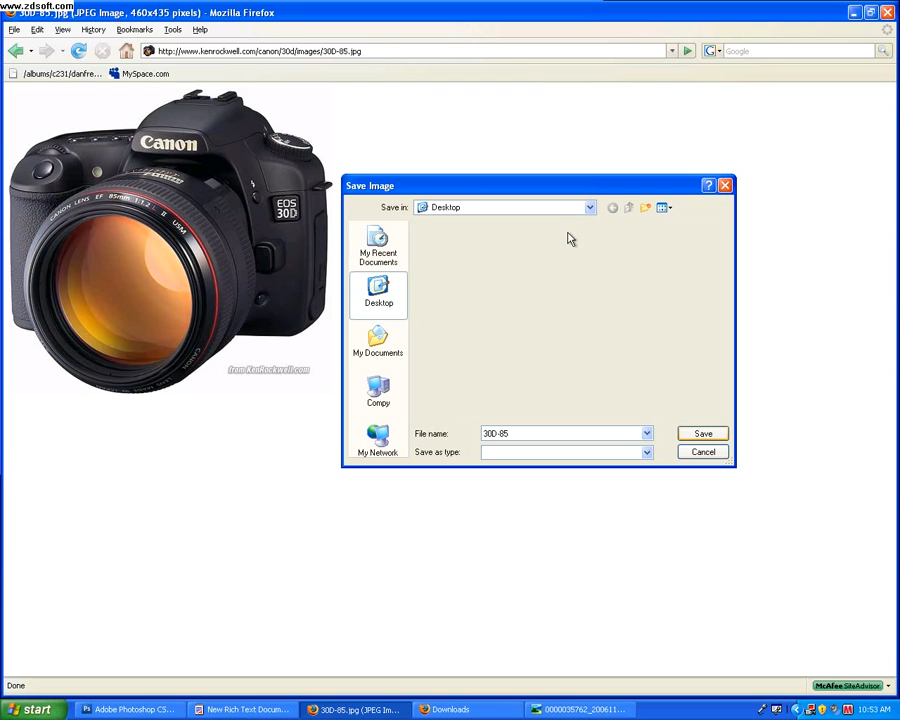 www.zdsoft.com
30D-85.jpg (JPEG Image, 460x435 pixels) - Mozilla Firefox
File Edit View History Bookmarks Tools Help
http://www.kenrockwell.com/canon/30d/images/30D-85.jpg
G Google
/albums/c231/danfre... MySpace.com
Canon
EOS
30D
CANON LENS EF 85mm 1:1.2 L II USM
from KenRockwell.com
Save Image
Save in: Desktop
My Recent
Documents
Desktop
My Documents
Compy
My Network
File name: 30D-85 Save
Save as type: Cancel
Done
McAfee SiteAdvisor
start Adobe Photoshop CS... New Rich Text Docum... 30D-85.jpg (JPEG Im... Downloads 0000035762_200611... 10:53 AM